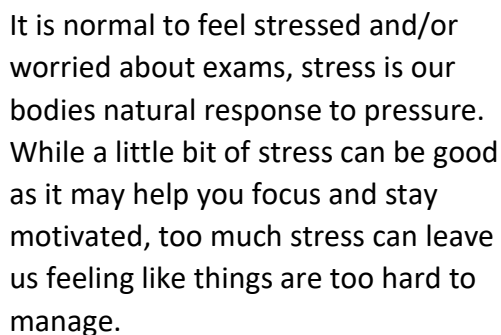 It is normal to feel stressed and/or
worried about exams, stress is our
bodies natural response to pressure.
While a little bit of stress can be good
as it may help you focus and stay
motivated, too much stress can leave
us feeling like things are too hard to
manage.